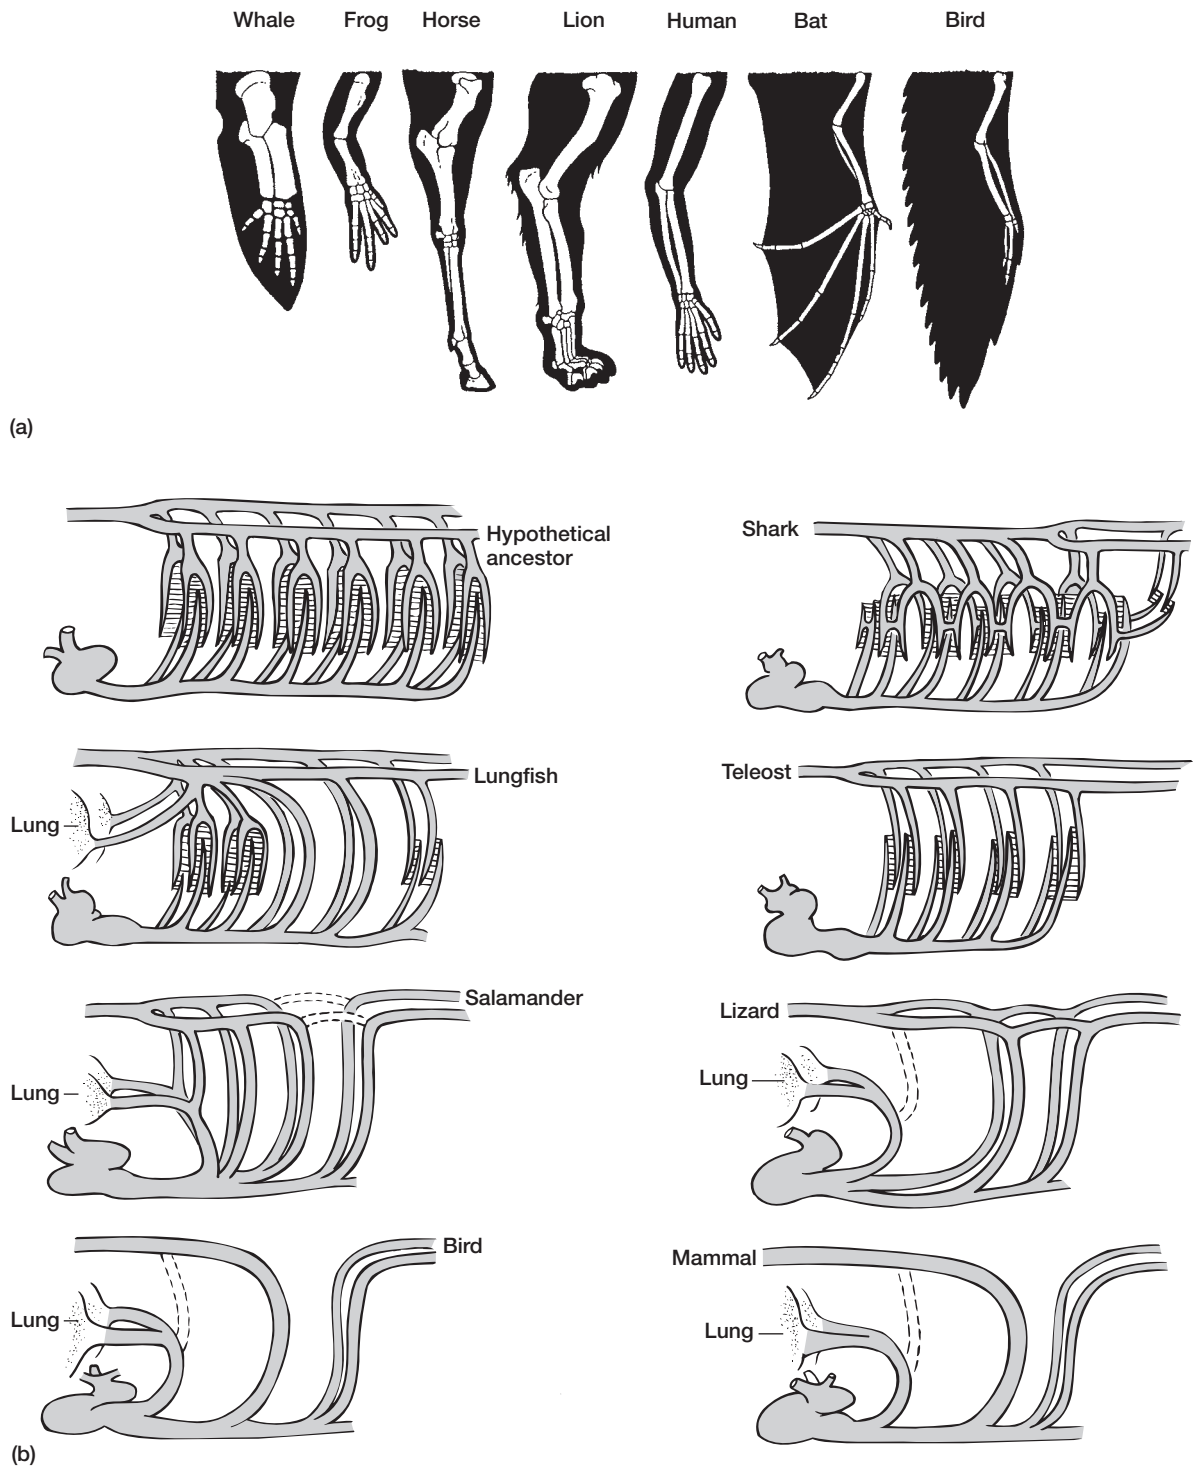 Whale Frog Horse Lion Human Bat Bird
(a)
Hypothetical
ancestor
Shark
Lungfish
Lung
Teleost
Salamander
Lung
Lizard
Lung
Bird
Lung
Mammal
Lung
(b)